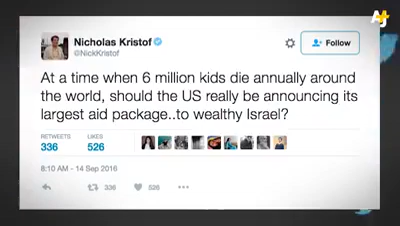 AJ+
Nicholas Kristof
@NickKristof
Follow
At a time when 6 million kids die annually around
the world, should the US really be announcing its
largest aid package..to wealthy Israel?
RETWEETS LIKES
336 526
8:10 AM - 14 Sep 2016
336 526